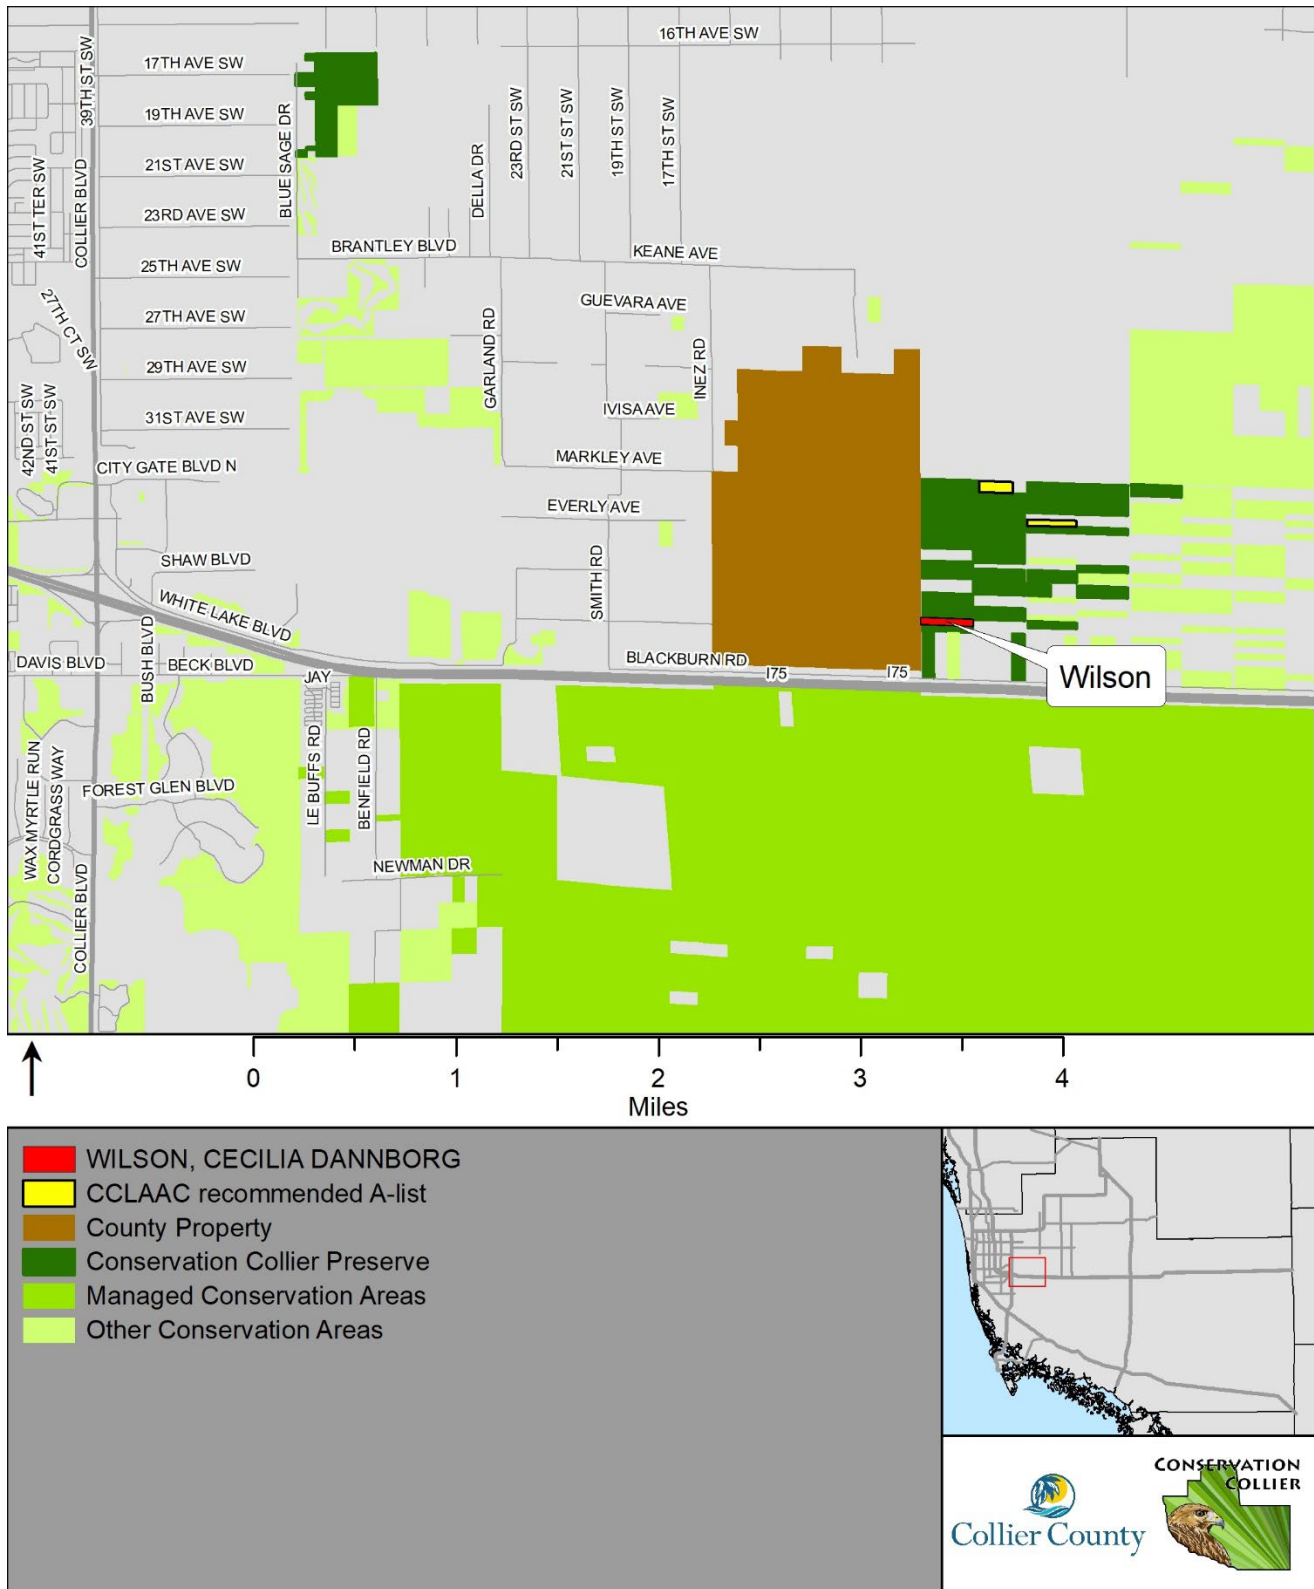 16TH AVE SW
17TH AVE SW
39TH ST SW
19TH AVE SW
BLUE SAGE DR
DELLA DR
23RD ST SW
21ST ST SW
19TH ST SW
17TH ST SW
21ST AVE SW
41ST TER SW
COLLIER BLVD
23RD AVE SW
BRANTLEY BLVD
KEANE AVE
25TH AVE SW
27TH CT SW
27TH AVE SW
GUEVARA AVE
GARLAND RD
INEZ RD
29TH AVE SW
31ST AVE SW
IVISA AVE
42ND ST SW
41ST ST SW
CITY GATE BLVD N
MARKLEY AVE
EVERLY AVE
SHAW BLVD
SMITH RD
WHITE LAKE BLVD
BUSH BLVD
DAVIS BLVD
BECK BLVD
BLACKBURN RD
JAY
I75
I75
Wilson
WAX MYRTLE RUN
CORDGRASS WAY
FOREST GLEN BLVD
LE BUFFS RD
BENFIELD RD
NEWMAN DR
COLLIER BLVD
0 1 2 3 4
Miles
WILSON, CECILIA DANNBORG
CCLAAC recommended A-list
County Property
Conservation Collier Preserve
Managed Conservation Areas
Other Conservation Areas
Collier County
CONSERVATION
COLLIER